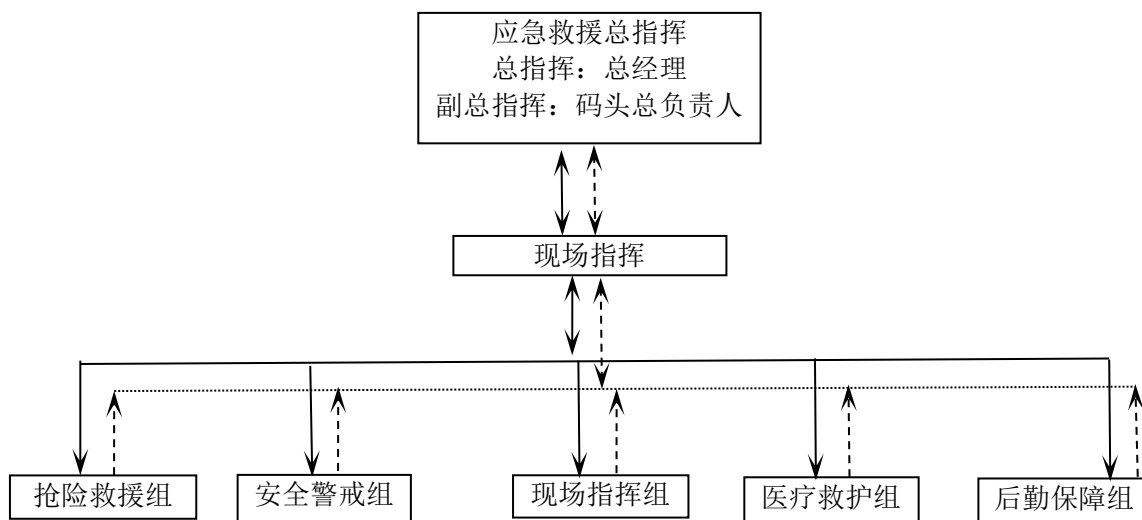 应急救援总指挥
总指挥：总经理
副总指挥：码头总负责人
现场指挥
抢险救援组
安全警戒组
现场指挥组
医疗救护组
后勤保障组